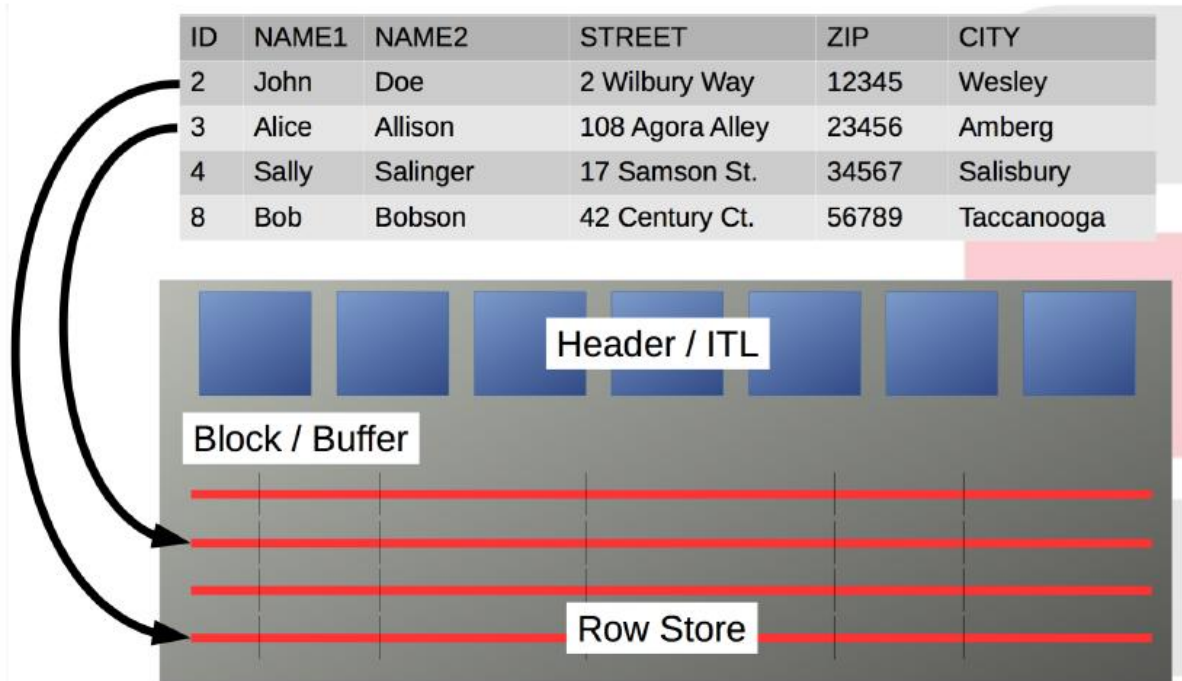 ID NAME1 NAME2 STREET ZIP CITY
2 John Doe 2 Wilbury Way 12345 Wesley
3 Alice Allison 108 Agora Alley 23456 Amberg
4 Sally Salinger 17 Samson St. 34567 Salisbury
8 Bob Bobson 42 Century Ct. 56789 Taccanooga
Header / ITL
Block / Buffer
Row Store